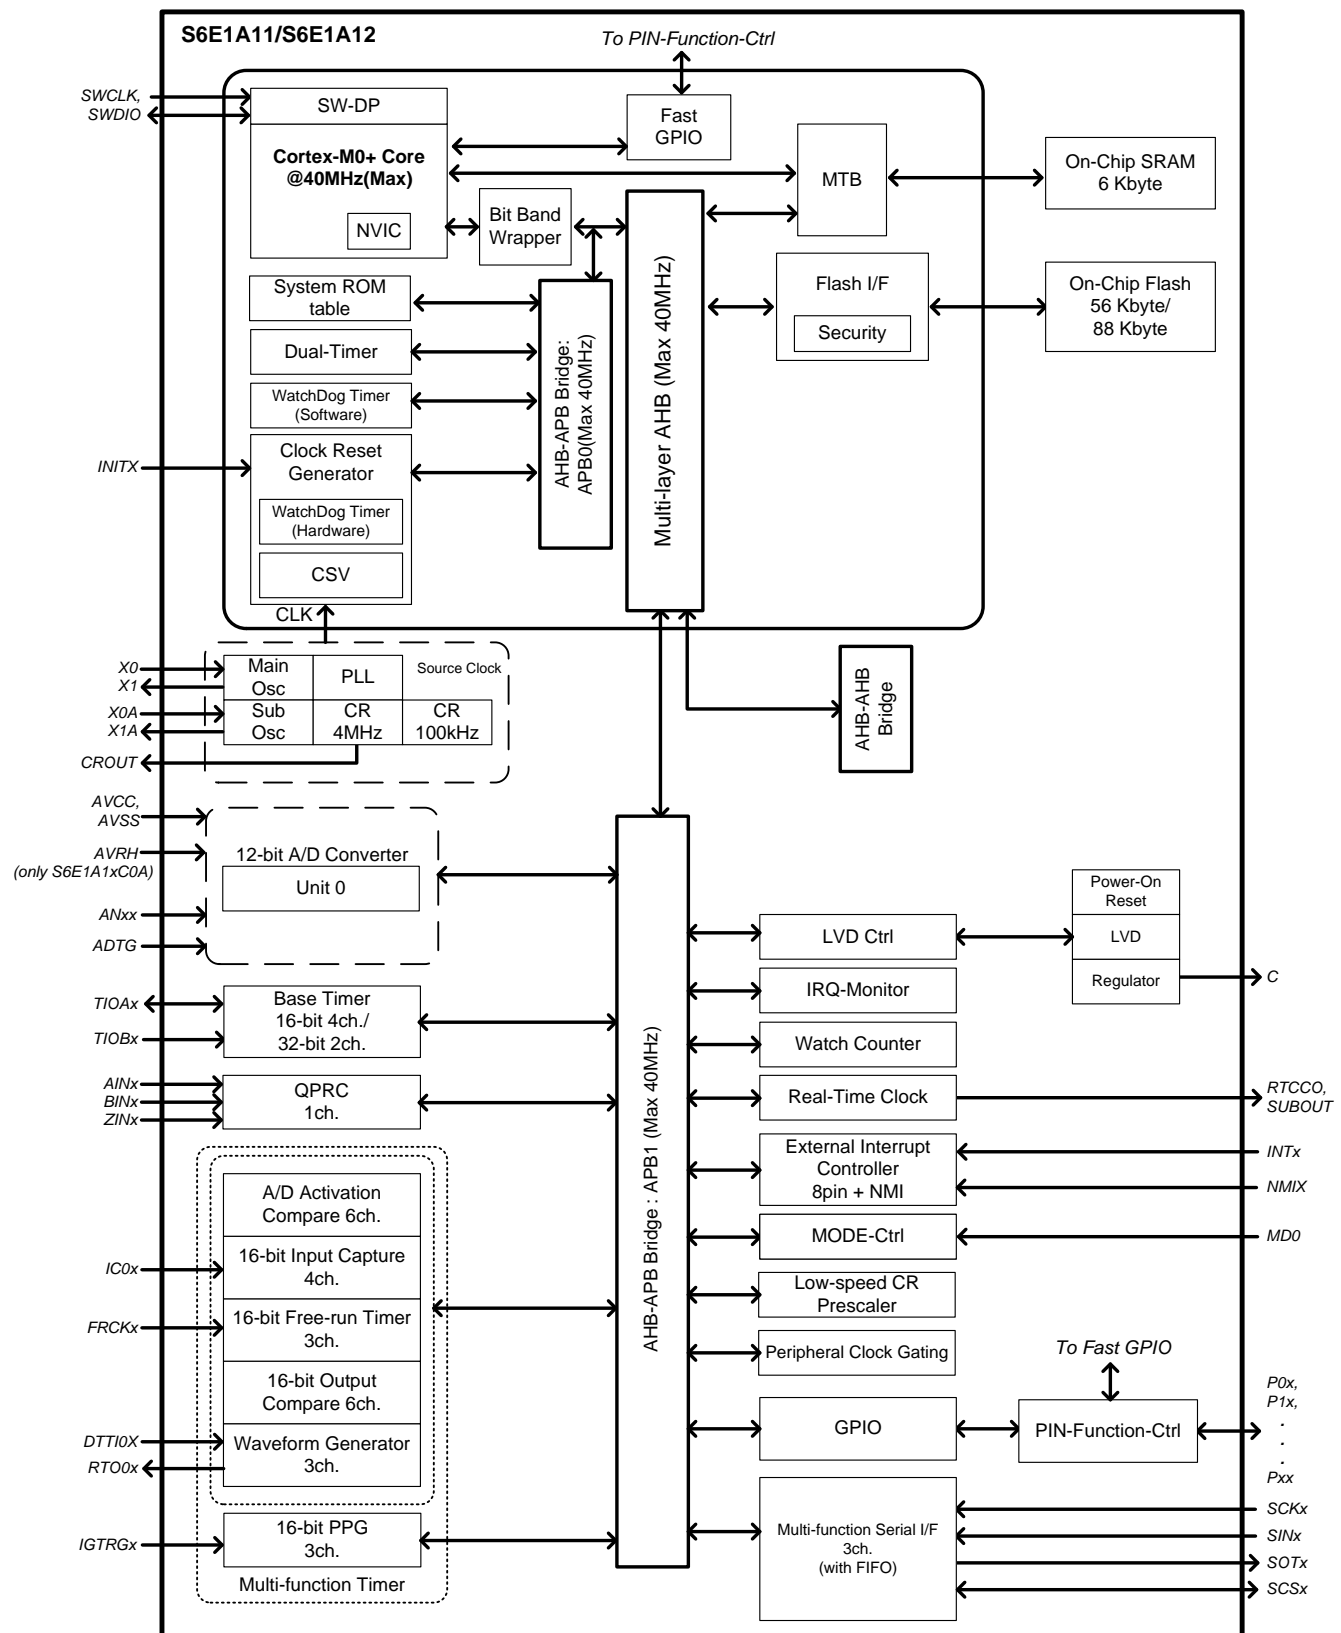 S6E1A11/S6E1A12
To PIN-Function-Ctrl
SWCLK,
SWDIO
SW-DP
Cortex-M0+ Core
@40MHz(Max)
NVIC
Bit Band
Wrapper
Fast
GPIO
MTB
On-Chip SRAM
6 Kbyte
Flash I/F
Security
On-Chip Flash
56 Kbyte/
88 Kbyte
System ROM
table
Dual-Timer
WatchDog Timer
(Software)
INITX
Clock Reset
Generator
WatchDog Timer
(Hardware)
CSV
AHB-APB Bridge:
APB0(Max 40MHz)
Multi-layer AHB (Max 40MHz)
CLK
X0
X1
X0A
X1A
CROUT
Main
Osc
PLL
Source Clock
Sub
Osc
CR
4MHz
CR
100kHz
AHB-AHB
Bridge
AVCC,
AVSS
AVRH
(only S6E1A1xC0A)
ANxx
ADTG
12-bit A/D Converter
Unit 0
TIOAx
TIOBx
Base Timer
16-bit 4ch./
32-bit 2ch.
AINx
BINx
ZINx
QPRC
1ch.
A/D Activation
Compare 6ch.
IC0x
16-bit Input Capture
4ch.
FRCKx
16-bit Free-run Timer
3ch.
16-bit Output
Compare 6ch.
DTTI0X
RTO0x
Waveform Generator
3ch.
IGTRGx
16-bit PPG
3ch.
Multi-function Timer
AHB-APB Bridge : APB1 (Max 40MHz)
LVD Ctrl
Power-On
Reset
LVD
Regulator
C
IRQ-Monitor
Watch Counter
Real-Time Clock
RTCCO,
SUBOUT
External Interrupt
Controller
8pin + NMI
INTx
NMIX
MODE-Ctrl
MD0
Low-speed CR
Prescaler
Peripheral Clock Gating
To Fast GPIO
GPIO
PIN-Function-Ctrl
P0x,
P1x,
.
.
.
Pxx
Multi-function Serial I/F
3ch.
(with FIFO)
SCKx
SINx
SOTx
SCSx